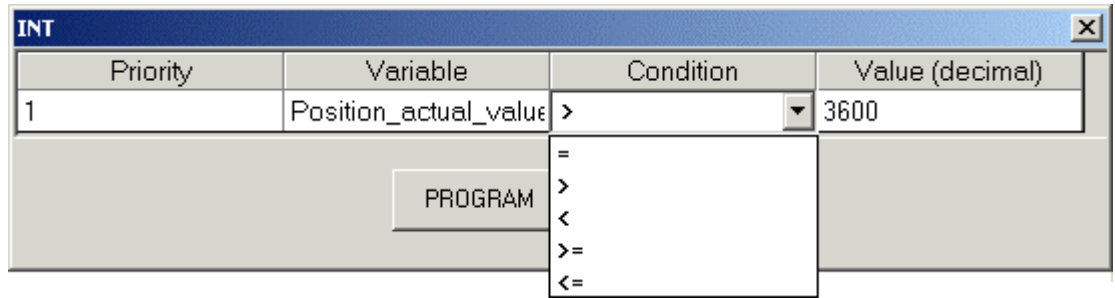 INT
Priority Variable Condition Value (decimal)
1 Position_actual_value > 3600
=
>
PROGRAM
<
>=
<=